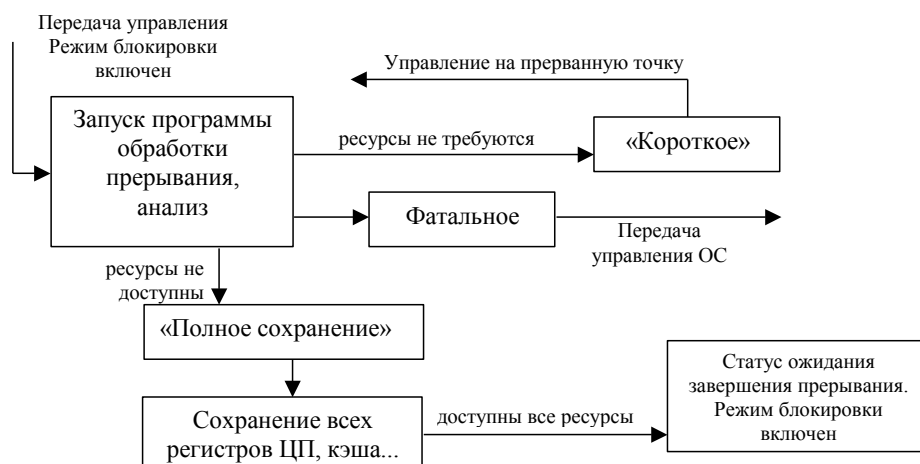 Передача управления
Режим блокировки
включен
Управление на прерванную точку
Запуск программы
обработки
прерывания,
анализ
ресурсы не требуются
«Короткое»
Фатальное
Передача
управления ОС
ресурсы не
доступны
«Полное сохранение»
Статус ожидания
завершения прерывания.
Режим блокировки
включен
Сохранение всех
регистров ЦП, кэша...
доступны все ресурсы